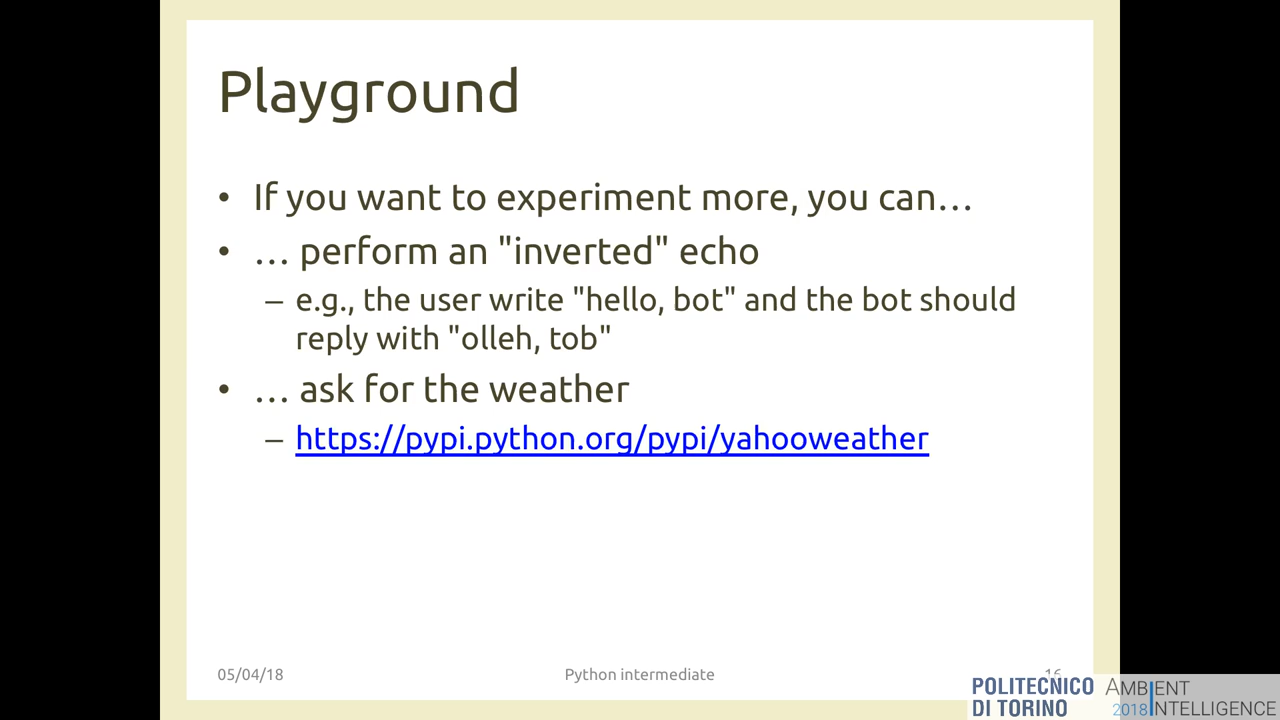 Playground
• If you want to experiment more, you can…
• … perform an "inverted" echo
– e.g., the user write "hello, bot" and the bot should
reply with "olleh, tob"
• … ask for the weather
– https://pypi.python.org/pypi/yahooweather
05/04/18
Python intermediate
16
POLITECNICO
DI TORINO
AMBIENT
2018 INTELLIGENCE